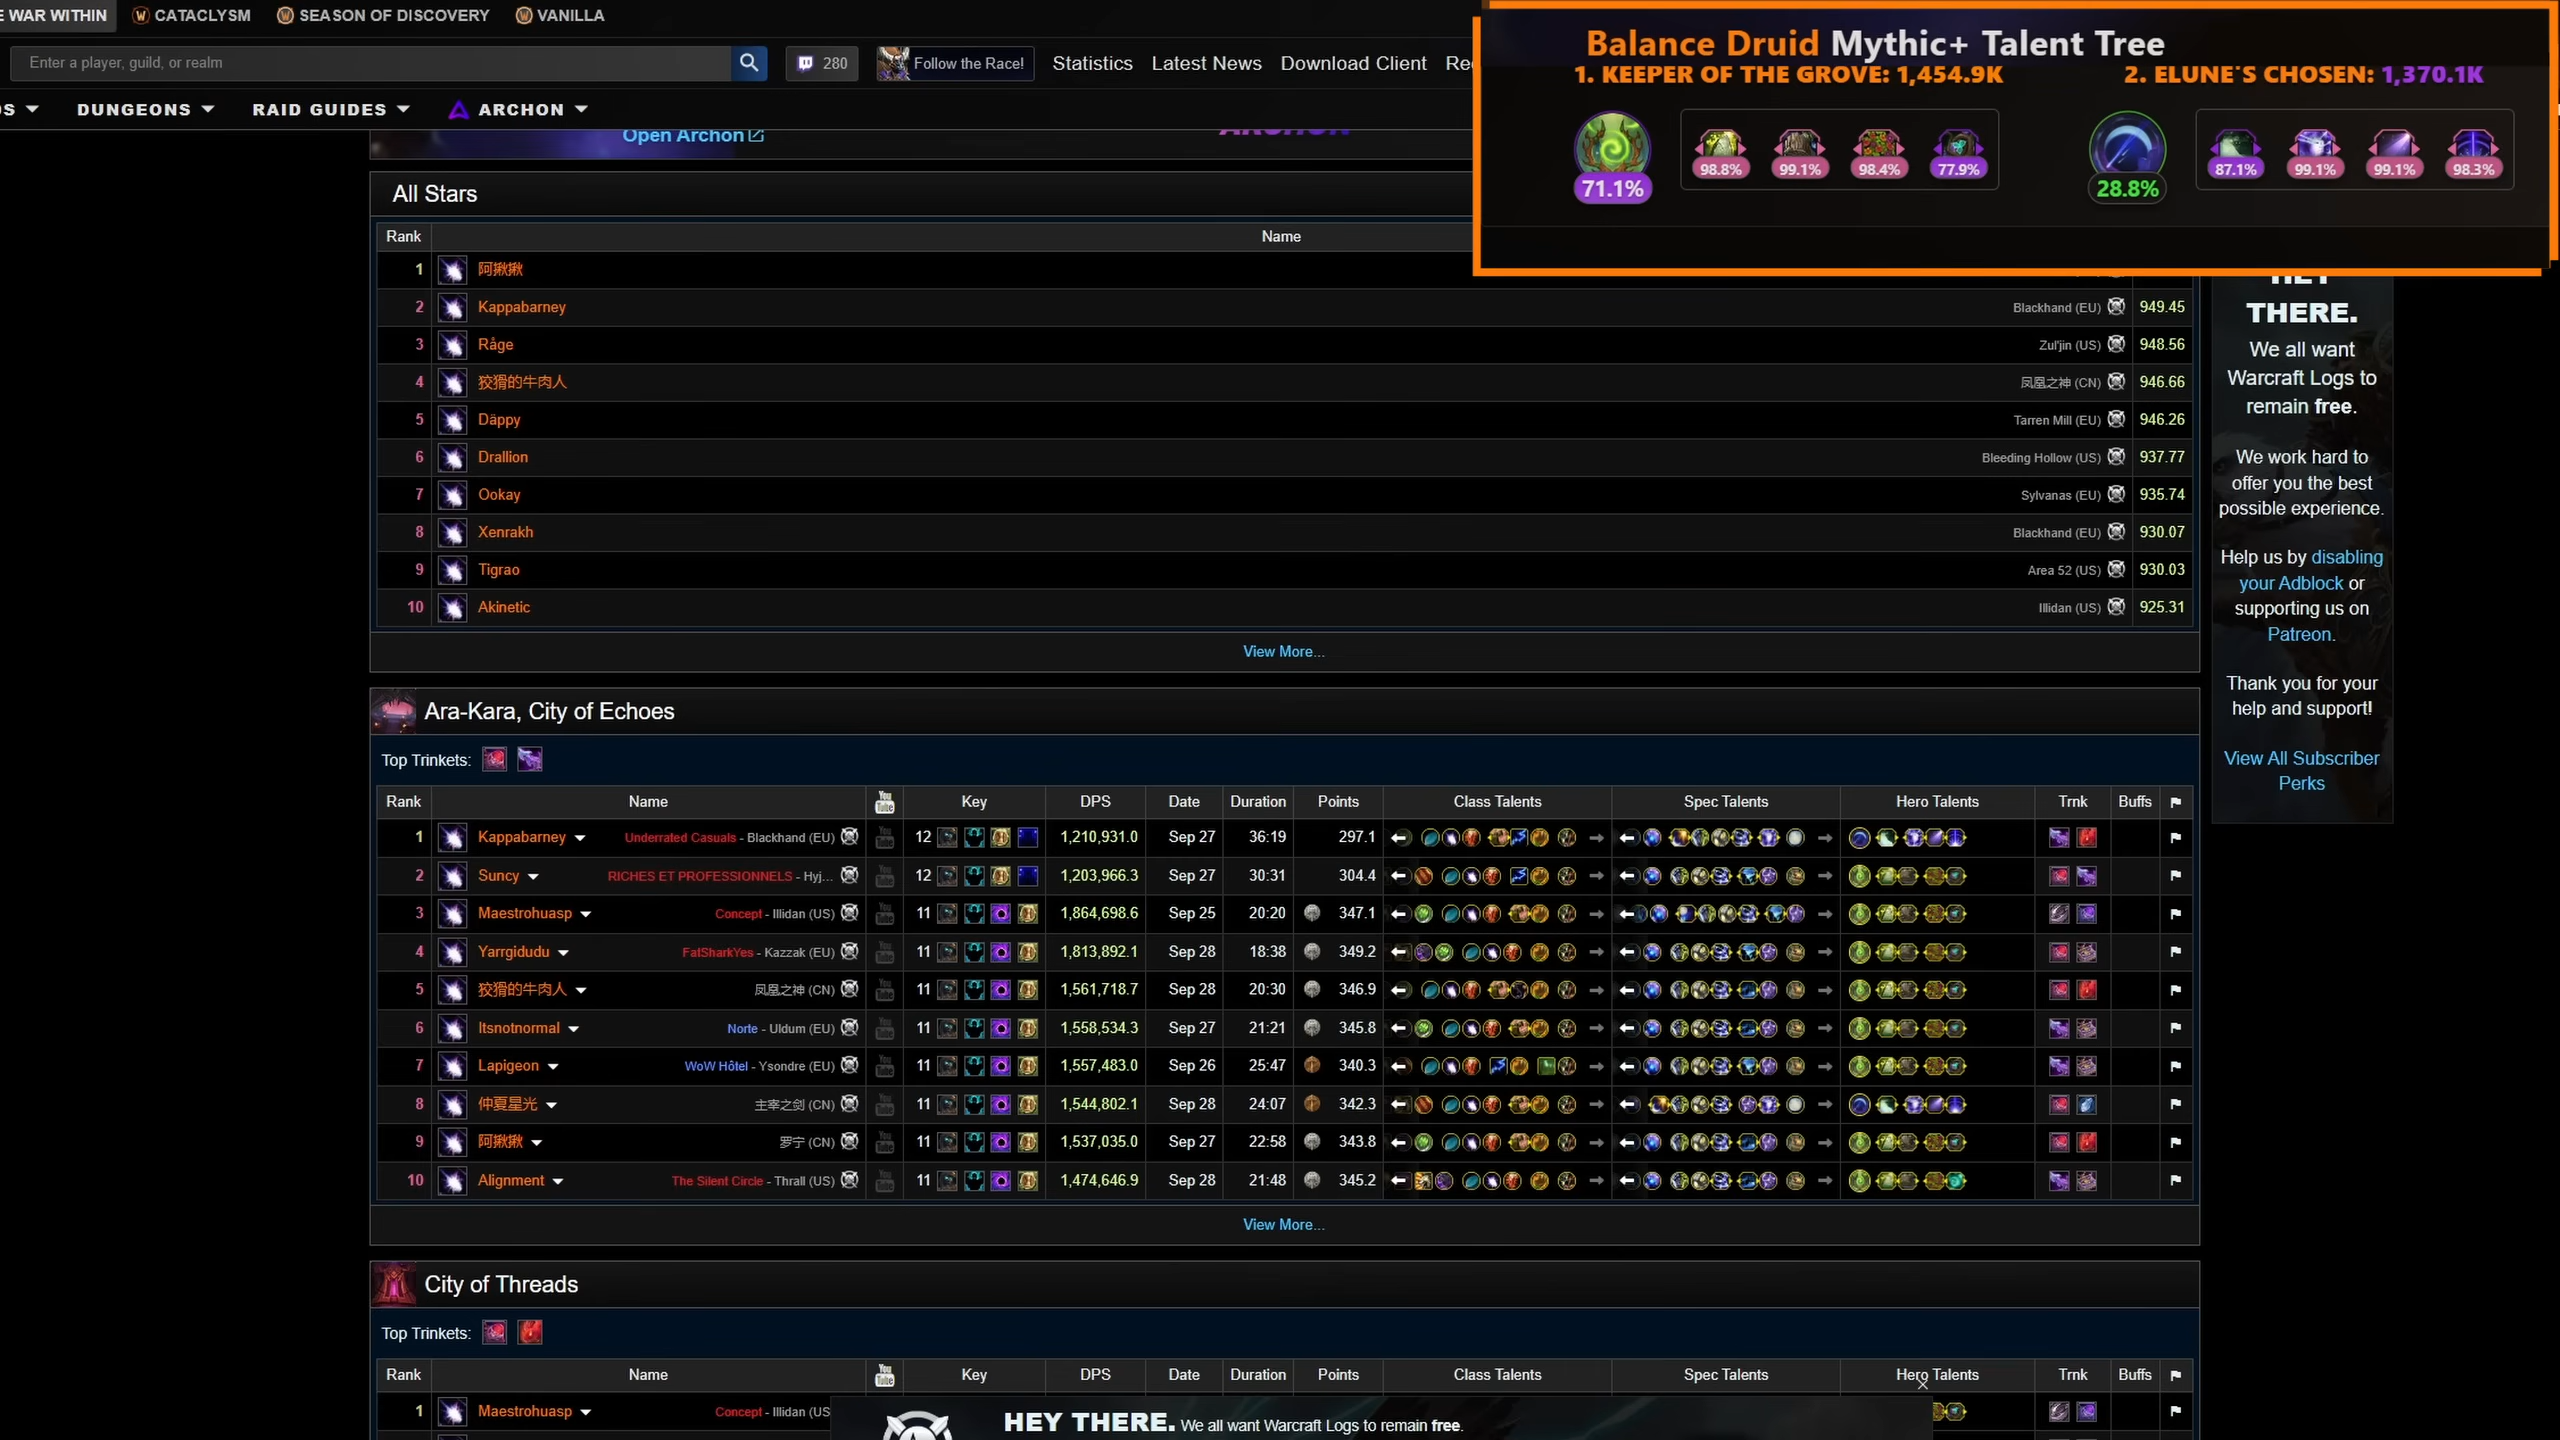 E WAR WITHIN CATACLYSM SEASON OF DISCOVERY VANILLA
Enter a player, guild, or realm 280 Follow the Race! Statistics Latest News Download Client Re
S DUNGEONS RAID GUIDES ARCHON
Balance Druid Mythic+ Talent Tree
1. KEEPER OF THE GROVE: 1,454.9K 2. ELUNE'S CHOSEN: 1,370.1K
98.8% 99.1% 98.4% 77.9% 87.1% 99.1% 99.1% 98.3%
71.1% 28.8%
Open Archon ARCHON
All Stars
Rank Name
1 阿揪揪
2 Kappabarney Blackhand (EU) 949.45
3 Råge Zul'jin (US) 948.56
4 狡猾的牛肉人 凤凰之神 (CN) 946.66
5 Däppy Tarren Mill (EU) 946.26
6 Drallion Bleeding Hollow (US) 937.77
7 Ookay Sylvanas (EU) 935.74
8 Xenrakh Blackhand (EU) 930.07
9 Tigrao Area 52 (US) 930.03
10 Akinetic Illidan (US) 925.31
View More...
HEY
THERE.
We all want
Warcraft Logs to
remain free.
We work hard to
offer you the best
possible experience.
Help us by disabling
your Adblock or
supporting us on
Patreon.
Thank you for your
help and support!
View All Subscriber
Perks
Ara-Kara, City of Echoes
Top Trinkets:
Rank Name You Tube Key DPS Date Duration Points Class Talents Spec Talents Hero Talents Trnk Buffs
1 Kappabarney Underrated Casuals - Blackhand (EU) 12 1,210,931.0 Sep 27 36:19 297.1
2 Suncy RICHES ET PROFESSIONNELS - Hyj... 12 1,203,966.3 Sep 27 30:31 304.4
3 Maestrohuasp Concept - Illidan (US) 11 1,864,698.6 Sep 25 20:20 347.1
4 Yarrgidudu FatSharkYes - Kazzak (EU) 11 1,813,892.1 Sep 28 18:38 349.2
5 狡猾的牛肉人 凤凰之神 (CN) 11 1,561,718.7 Sep 28 20:30 346.9
6 Itsnotnormal Norte - Uldum (EU) 11 1,558,534.3 Sep 27 21:21 345.8
7 Lapigeon WoW Hôtel - Ysondre (EU) 11 1,557,483.0 Sep 26 25:47 340.3
8 仲夏星光 主宰之剑 (CN) 11 1,544,802.1 Sep 28 24:07 342.3
9 阿揪揪 罗宁 (CN) 11 1,537,035.0 Sep 27 22:58 343.8
10 Alignment The Silent Circle - Thrall (US) 11 1,474,646.9 Sep 28 21:48 345.2
View More...
City of Threads
Top Trinkets:
Rank Name You Tube Key DPS Date Duration Points Class Talents Spec Talents Hero Talents Trnk Buffs
1 Maestrohuasp Concept - Illidan (US
HEY THERE. We all want Warcraft Logs to remain free.